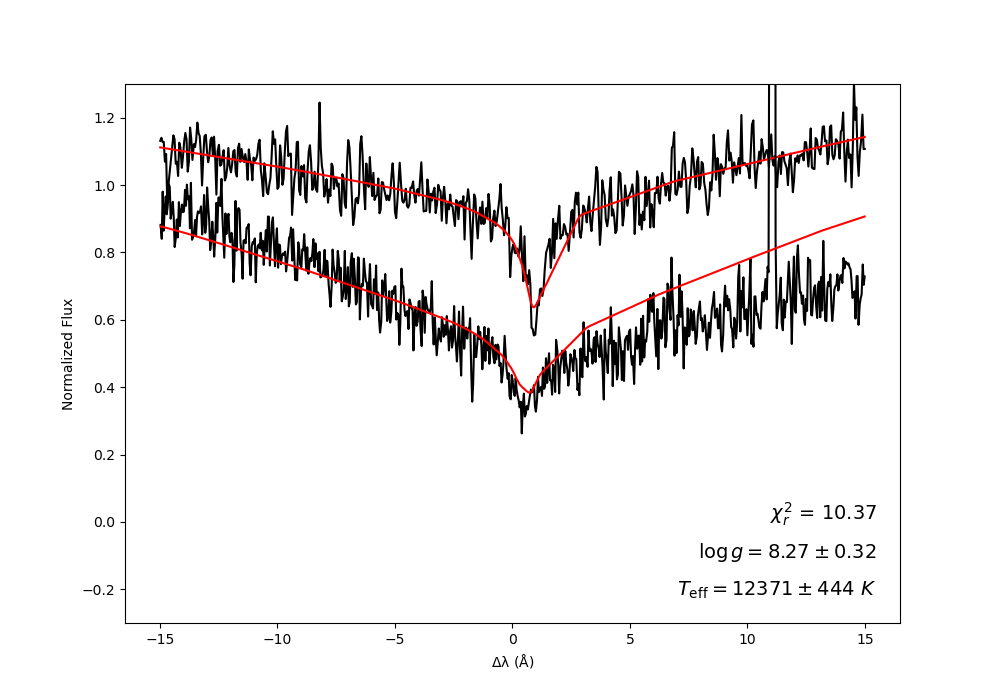 1.2
1.0
0.8
0.6
0.4
0.2
0.0
−0.2
Normalized Flux
χ²ᵣ = 10.37
log g = 8.27 ± 0.32
T_eff = 12371 ± 444 K
−15 −10 −5 0 5 10 15
Δλ (Å)